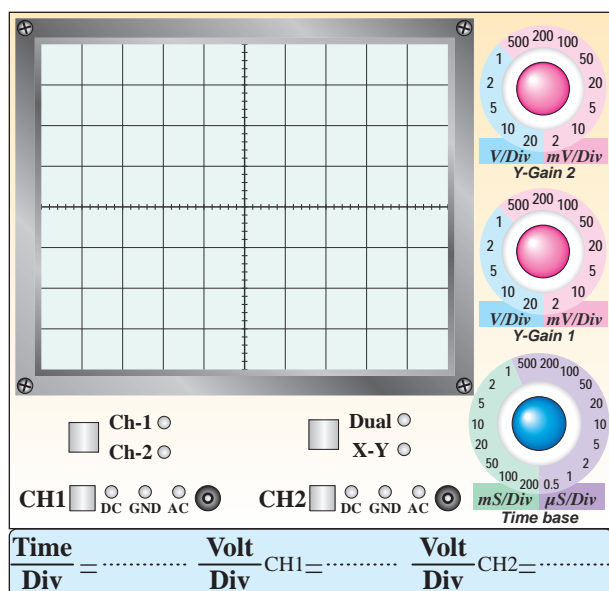 500 200 100
1 50
2 20
5 5
10 10
20 2
V/Div mV/Div
Y-Gain 2
500 200 100
1 50
2 20
5 5
10 10
20 2
V/Div mV/Div
Y-Gain 1
500 200
1 100
2 50
5 20
10 10
20 5
50 2
100 1
200 0.5
mS/Div µS/Div
Time base
Ch-1 Dual
Ch-2 X-Y
CH1 CH2
DC GND AC DC GND AC
Time Volt Volt
Div = ........... Div CH1= ........... Div CH2= ...........